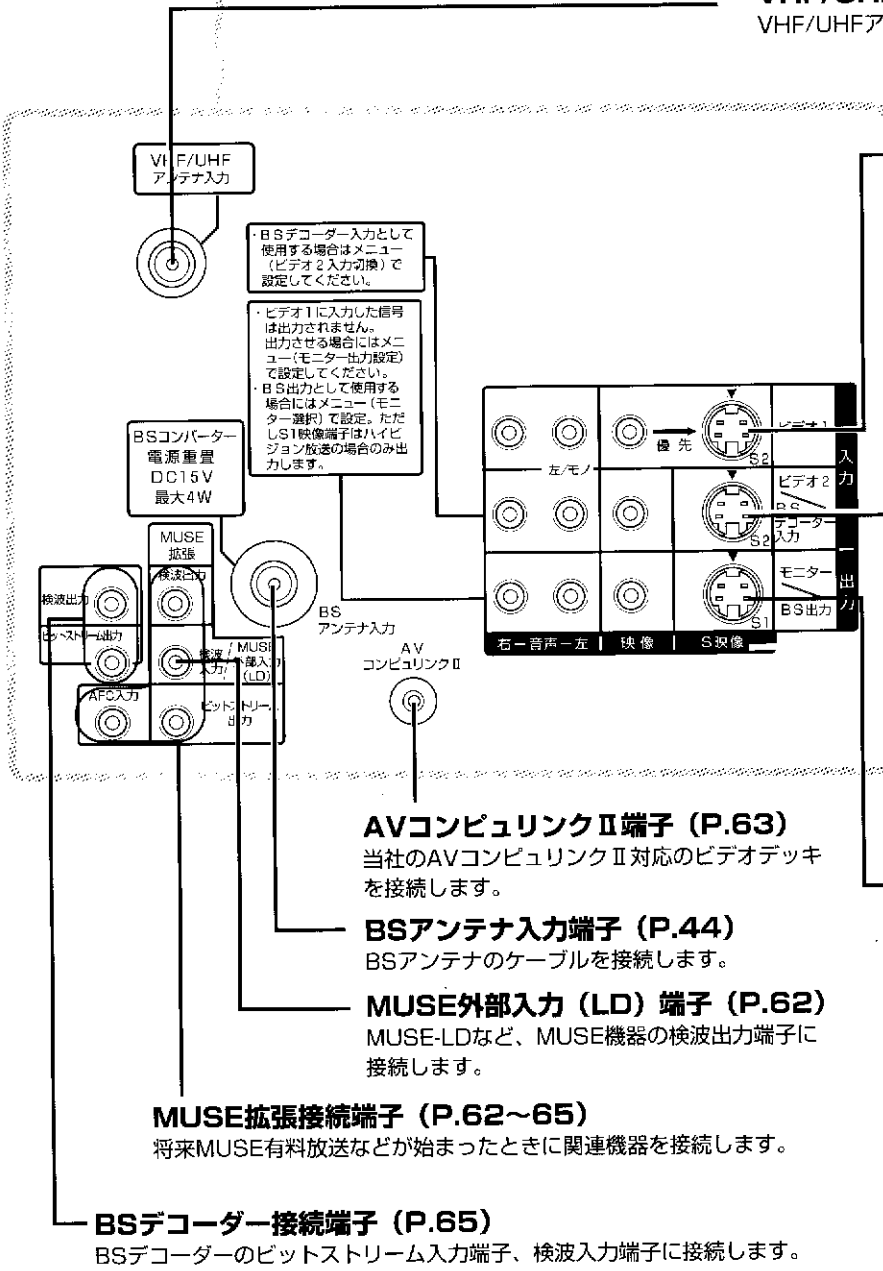 VHF/UHFア
VHF/UHF
アンテナ入力
・BSデコーダー入力として
使用する場合はメニュー
(ビデオ2入力切換)で
設定してください。
・ビデオ1に入力した信号
は出力されません。
出力させる場合にはメニ
ュー(モニター出力設定)
で設定してください。
・BS出力として使用する
場合にはメニュー(モニ
ター選択)で設定。ただ
しS1映像端子はハイビ
ジョン放送の場合のみ出
力します。
BSコンバーター
電源重畳
DC15V
最大4W
MUSE
拡張
検波出力
検波出力
ビットストリーム出力
検波
入力
MUSE
外部入力
(LD)
AFC入力
ビットストリーム
出力
BS
アンテナ入力
AV
コンピュリンクⅡ
左/モノ
優先
S2
ビデオ1
S2
ビデオ2
BS
デコーダー
入力
S1
モニター
BS出力
入力ー出力
右ー音声ー左
映像
S映像
AVコンピュリンクⅡ端子(P.63)
当社のAVコンピュリンクⅡ対応のビデオデッキ
を接続します。
BSアンテナ入力端子(P.44)
BSアンテナのケーブルを接続します。
MUSE外部入力(LD)端子(P.62)
MUSE-LDなど、MUSE機器の検波出力端子に
接続します。
MUSE拡張接続端子(P.62〜65)
将来MUSE有料放送などが始まったときに関連機器を接続します。
BSデコーダー接続端子(P.65)
BSデコーダーのビットストリーム入力端子、検波入力端子に接続します。